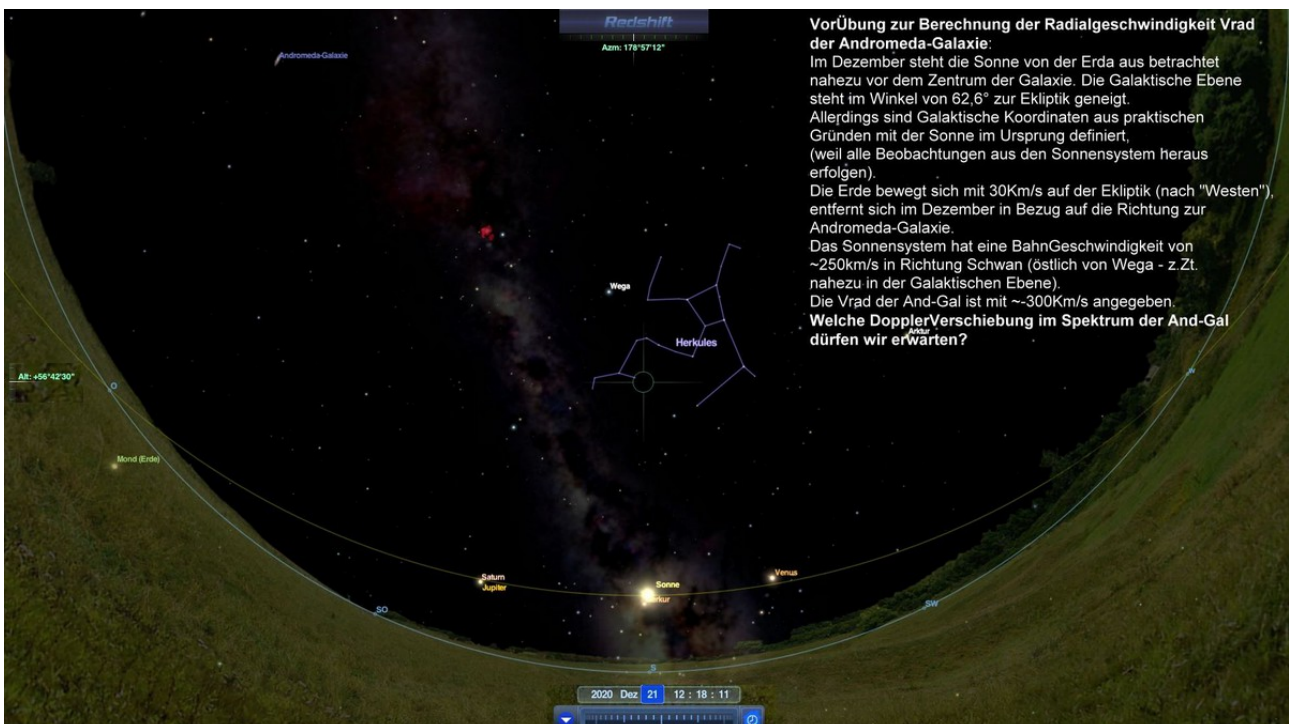 Redshift
Azm: 178°57'12"
Andromeda-Galaxie
VorÜbung zur Berechnung der Radialgeschwindigkeit Vrad
der Andromeda-Galaxie:
Im Dezember steht die Sonne von der Erda aus betrachtet
nahezu vor dem Zentrum der Galaxie. Die Galaktische Ebene
steht im Winkel von 62,6° zur Ekliptik geneigt.
Allerdings sind Galaktische Koordinaten aus praktischen
Gründen mit der Sonne im Ursprung definiert,
(weil alle Beobachtungen aus den Sonnensystem heraus
erfolgen).
Die Erde bewegt sich mit 30Km/s auf der Ekliptik (nach "Westen"),
entfernt sich im Dezember in Bezug auf die Richtung zur
Andromeda-Galaxie.
Das Sonnensystem hat eine BahnGeschwindigkeit von
~250km/s in Richtung Schwan (östlich von Wega - z.Zt.
nahezu in der Galaktischen Ebene).
Die Vrad der And-Gal ist mit ~-300Km/s angegeben.
Welche DopplerVerschiebung im Spektrum der And-Gal
dürfen wir erwarten?
Wega
Arktur
Herkules
Alt: +56°42'30"
O
W
Mond (Erde)
Saturn
Jupiter
Sonne
Merkur
Venus
SO
SW
S
2020 Dez 21 12 : 18 : 11